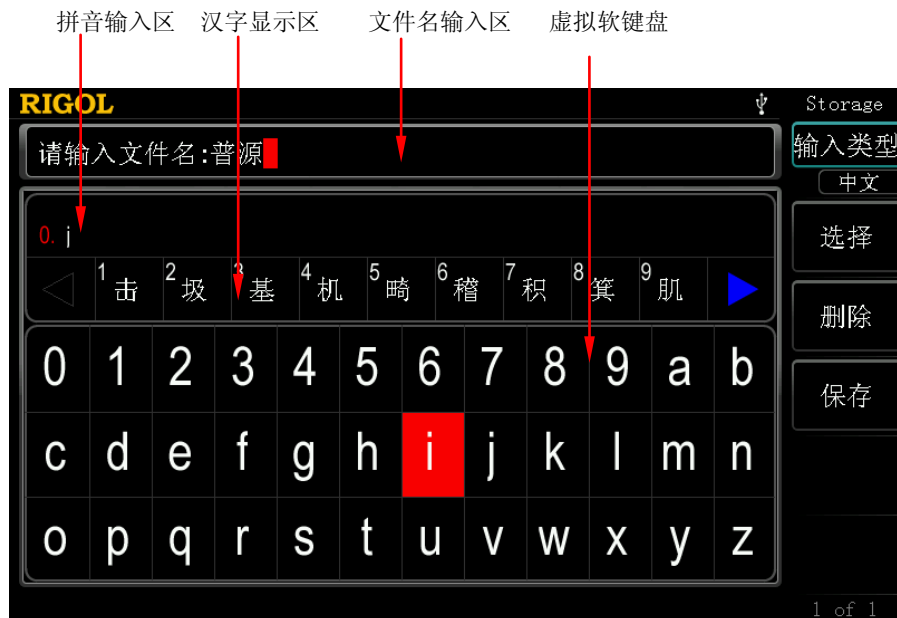 拼音输入区 汉字显示区 文件名输入区 虚拟软键盘
RIGOL Storage
请输入文件名:普源 输入类型
中文
0. j 选择
1击 2圾 3基 4机 5畸 6稽 7积 8箕 9肌
删除
0 1 2 3 4 5 6 7 8 9 a b
保存
c d e f g h i j k l m n
o p q r s t u v w x y z
1 of 1